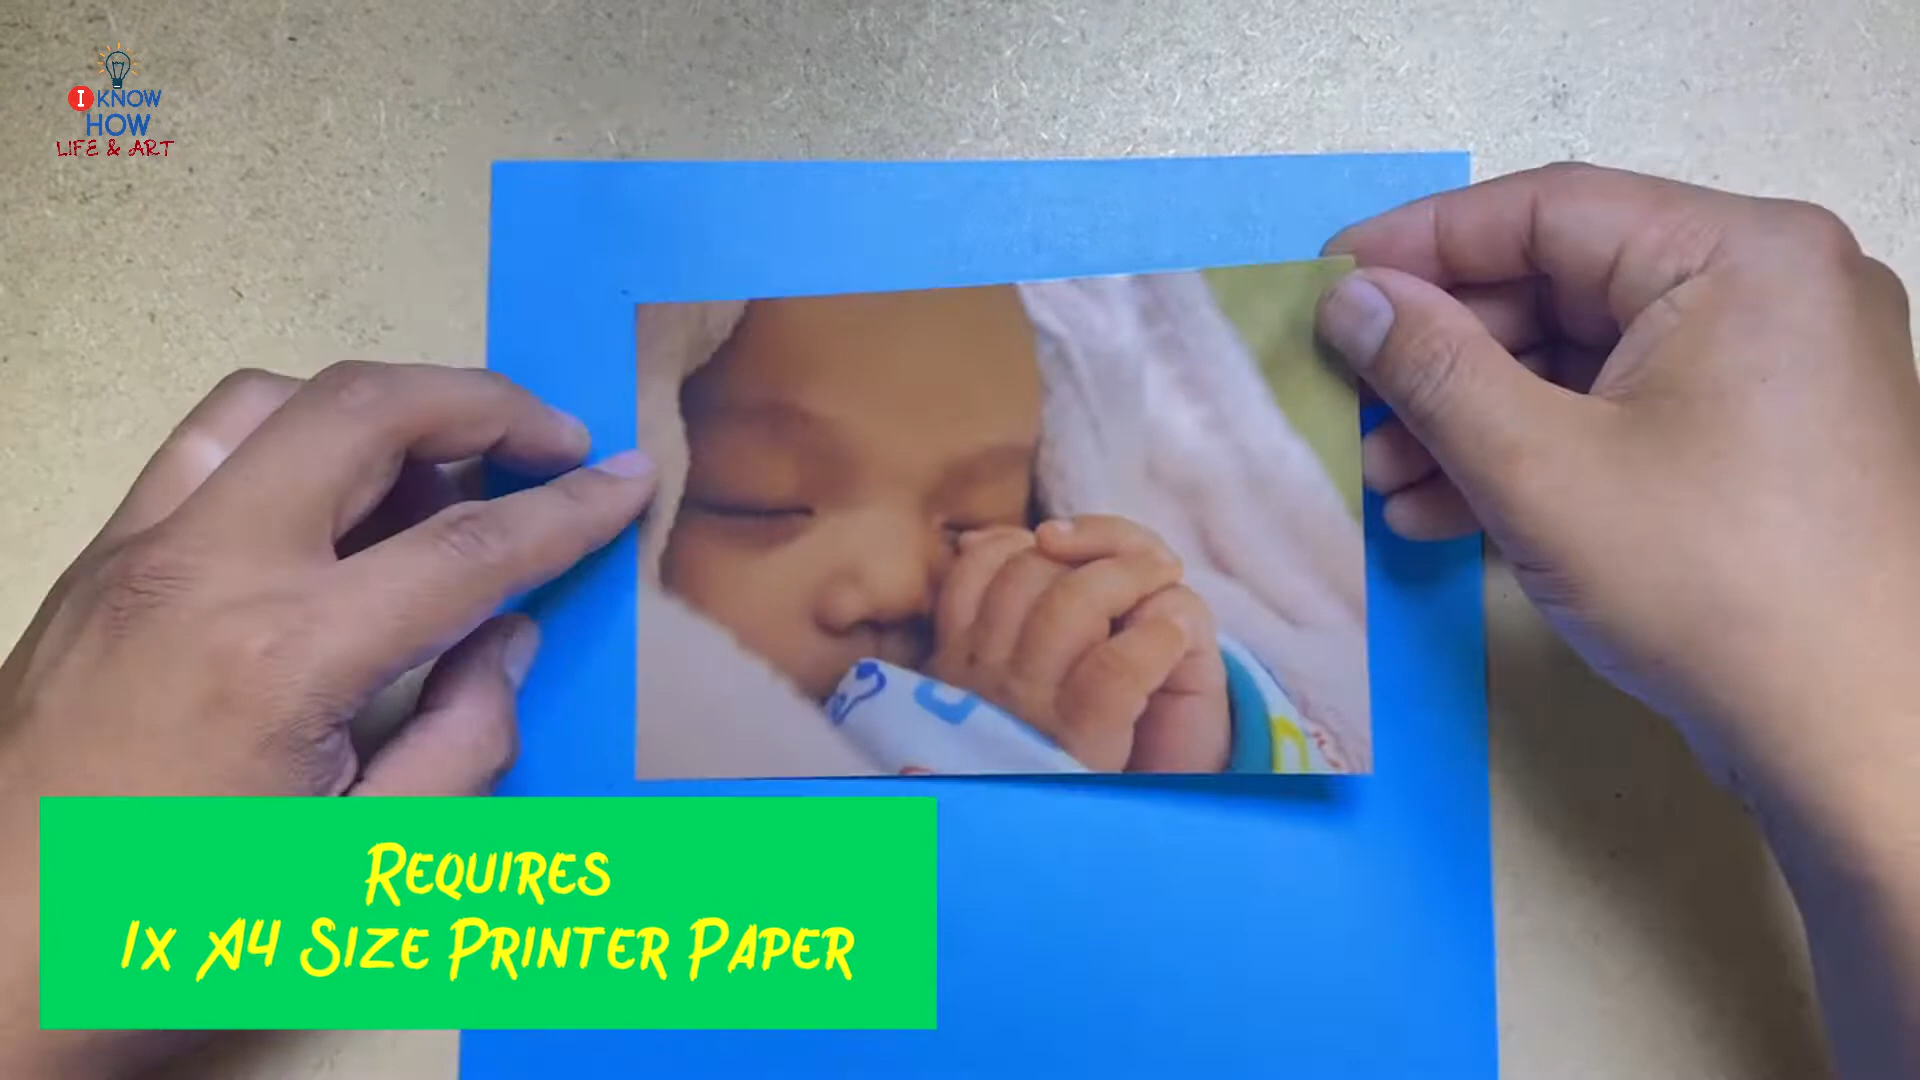 I KNOW
HOW
LIFE & ART
REQUIRES
1X A4 SIZE PRINTER PAPER